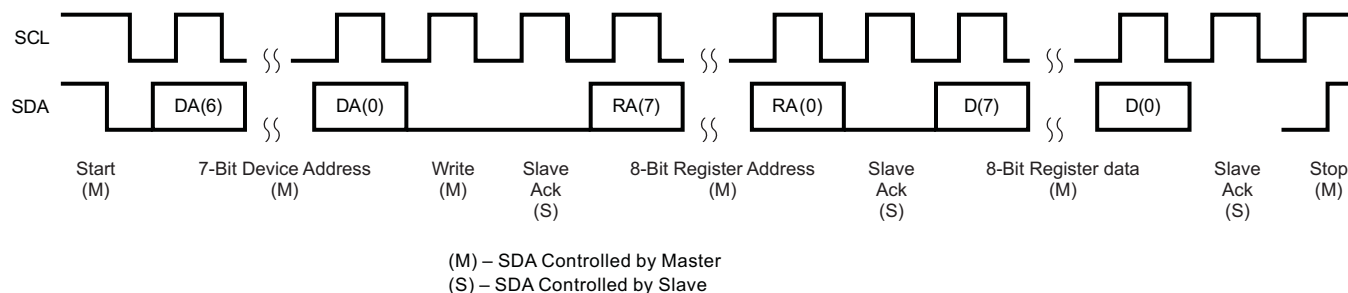 SCL
SDA
DA(6)
DA(0)
RA(7)
RA(0)
D(7)
D(0)
Start
(M)
7-Bit Device Address
(M)
Write
(M)
Slave
Ack
(S)
8-Bit Register Address
(M)
Slave
Ack
(S)
8-Bit Register data
(M)
Slave
Ack
(S)
Stop
(M)
(M) – SDA Controlled by Master
(S) – SDA Controlled by Slave